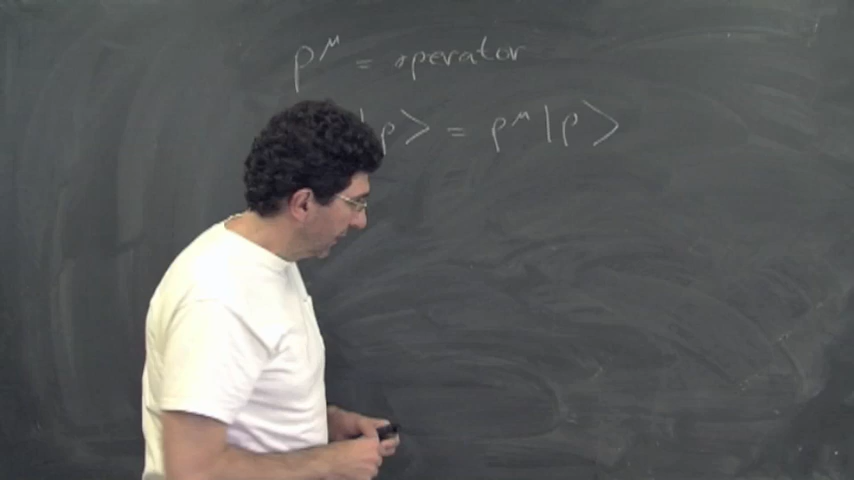 p^μ = operator
|p> = p^μ |p>